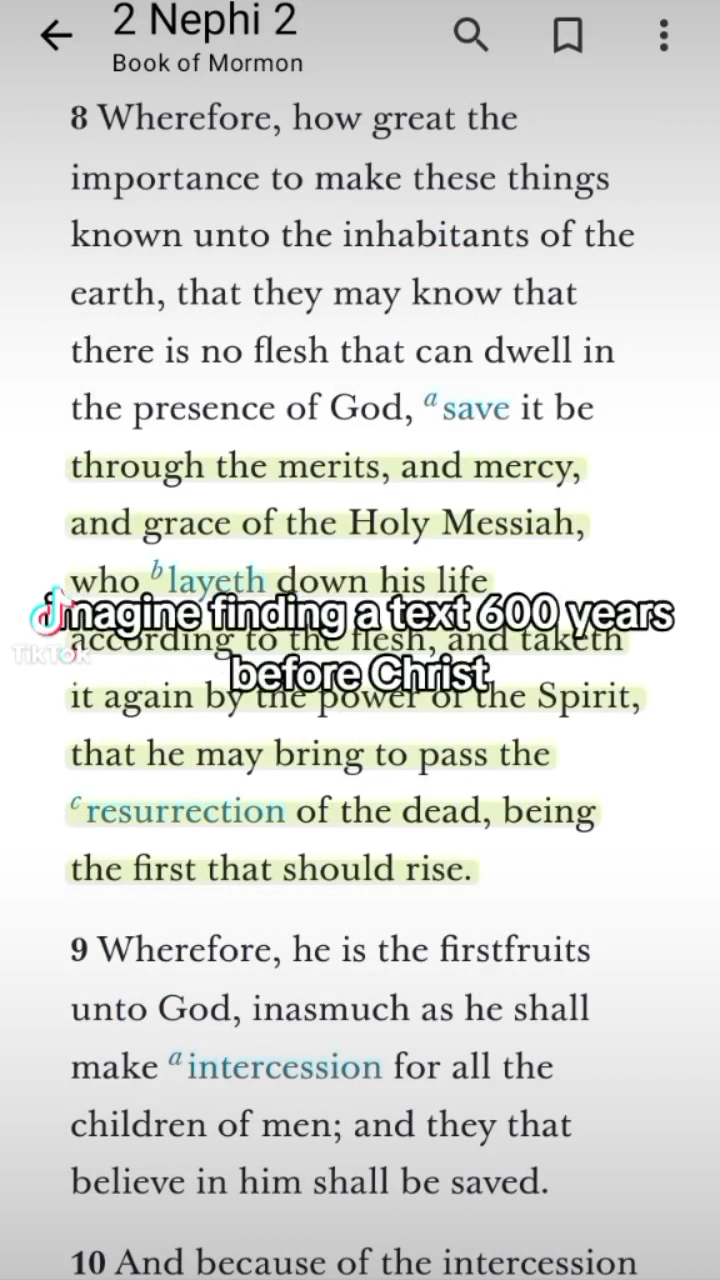 2 Nephi 2
Book of Mormon
8 Wherefore, how great the
importance to make these things
known unto the inhabitants of the
earth, that they may know that
there is no flesh that can dwell in
the presence of God, a save it be
through the merits, and mercy,
and grace of the Holy Messiah,
who b layeth down his life
imagine finding a text 600 years
according to the flesh, and taketh
TikTok
before Christ
it again by the power of the Spirit,
that he may bring to pass the
c resurrection of the dead, being
the first that should rise.
9 Wherefore, he is the firstfruits
unto God, inasmuch as he shall
make a intercession for all the
children of men; and they that
believe in him shall be saved.
10 And because of the intercession